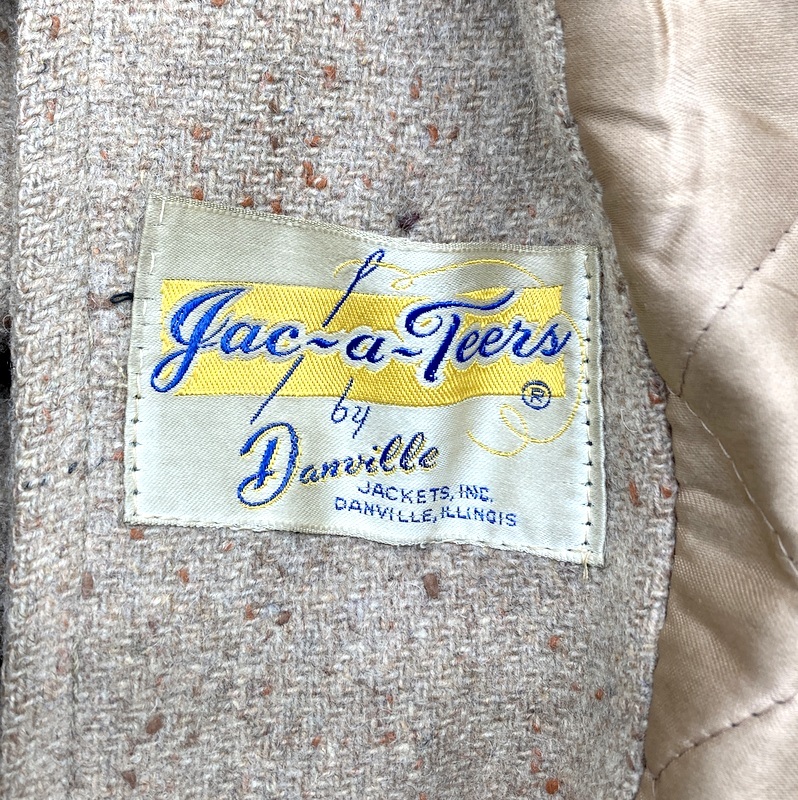 Jac~a~Teers
®
by
Danville
JACKETS, INC.
DANVILLE, ILLINOIS